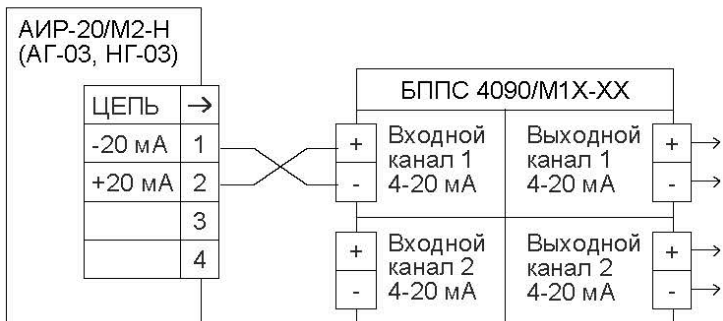 АИР-20/М2-Н
(АГ-03, НГ-03)
ЦЕПЬ →
-20 мА 1
+20 мА 2
3
4
БППС 4090/М1Х-ХХ
+ Входной канал 1 4-20 мА -
Выходной канал 1 4-20 мА + -
+ Входной канал 2 4-20 мА -
Выходной канал 2 4-20 мА + -